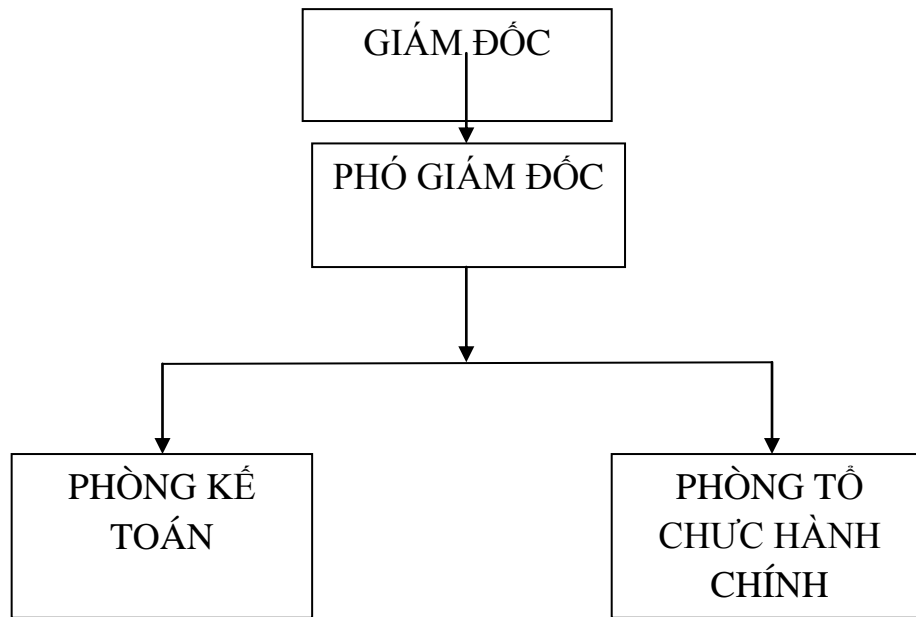 GIÁM ĐỐC
PHÓ GIÁM ĐỐC
PHÒNG KẾ
TOÁN
PHÒNG TỔ
CHƯC HÀNH
CHÍNH